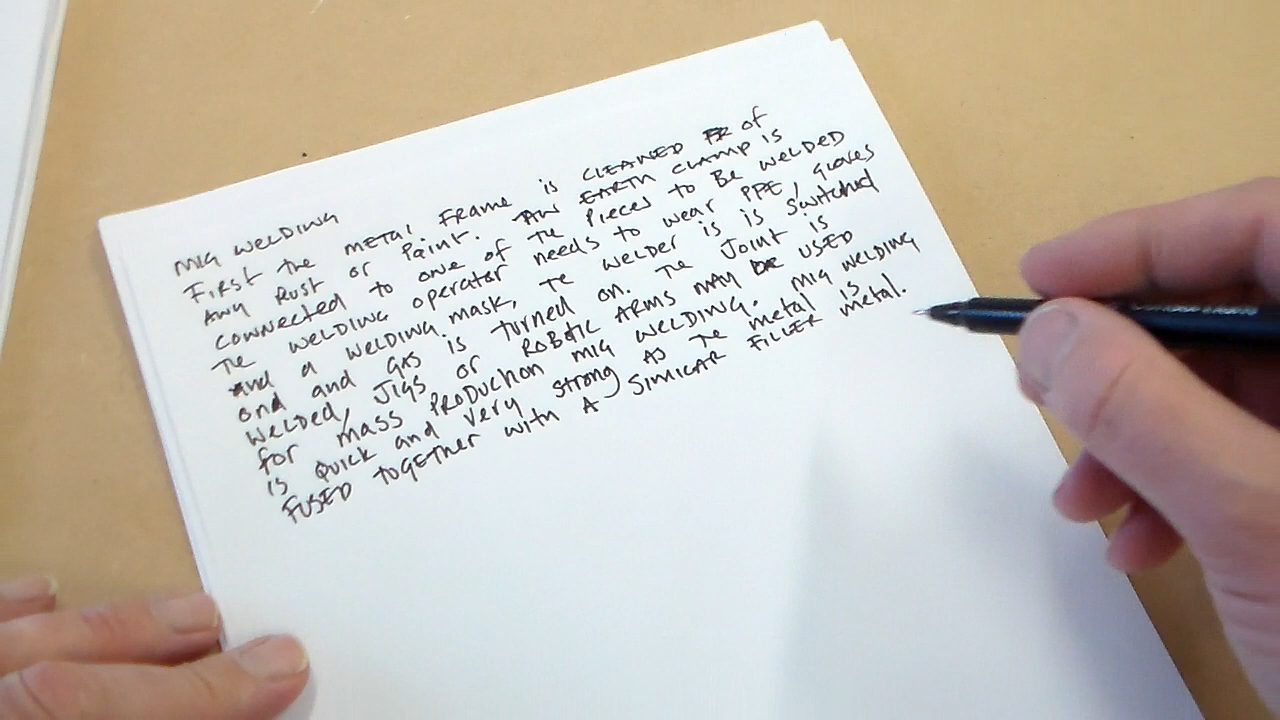 MIG WELDING
FIRST THE METAL FRAME is CLEANED of
ANY RUST or PAINT. AN EARTH CLAMP IS
CONNECTED TO ONE OF THE PIECES TO BE WELDED
THE WELDING OPERATOR NEEDS TO WEAR PPE, GLOVES
and a WELDING MASK, THE WELDER IS IS SWITCHED
and GAS is TURNED ON. THE JOINT IS
WELDED, JIGS or ROBOTIC ARMS MAY BE USED
for MASS PRODUCTION MIG WELDING. MIG WELDING
IS QUICK and VERY STRONG AS THE METAL IS
FUSED TOGETHER WITH A SIMILAR FILLER METAL.